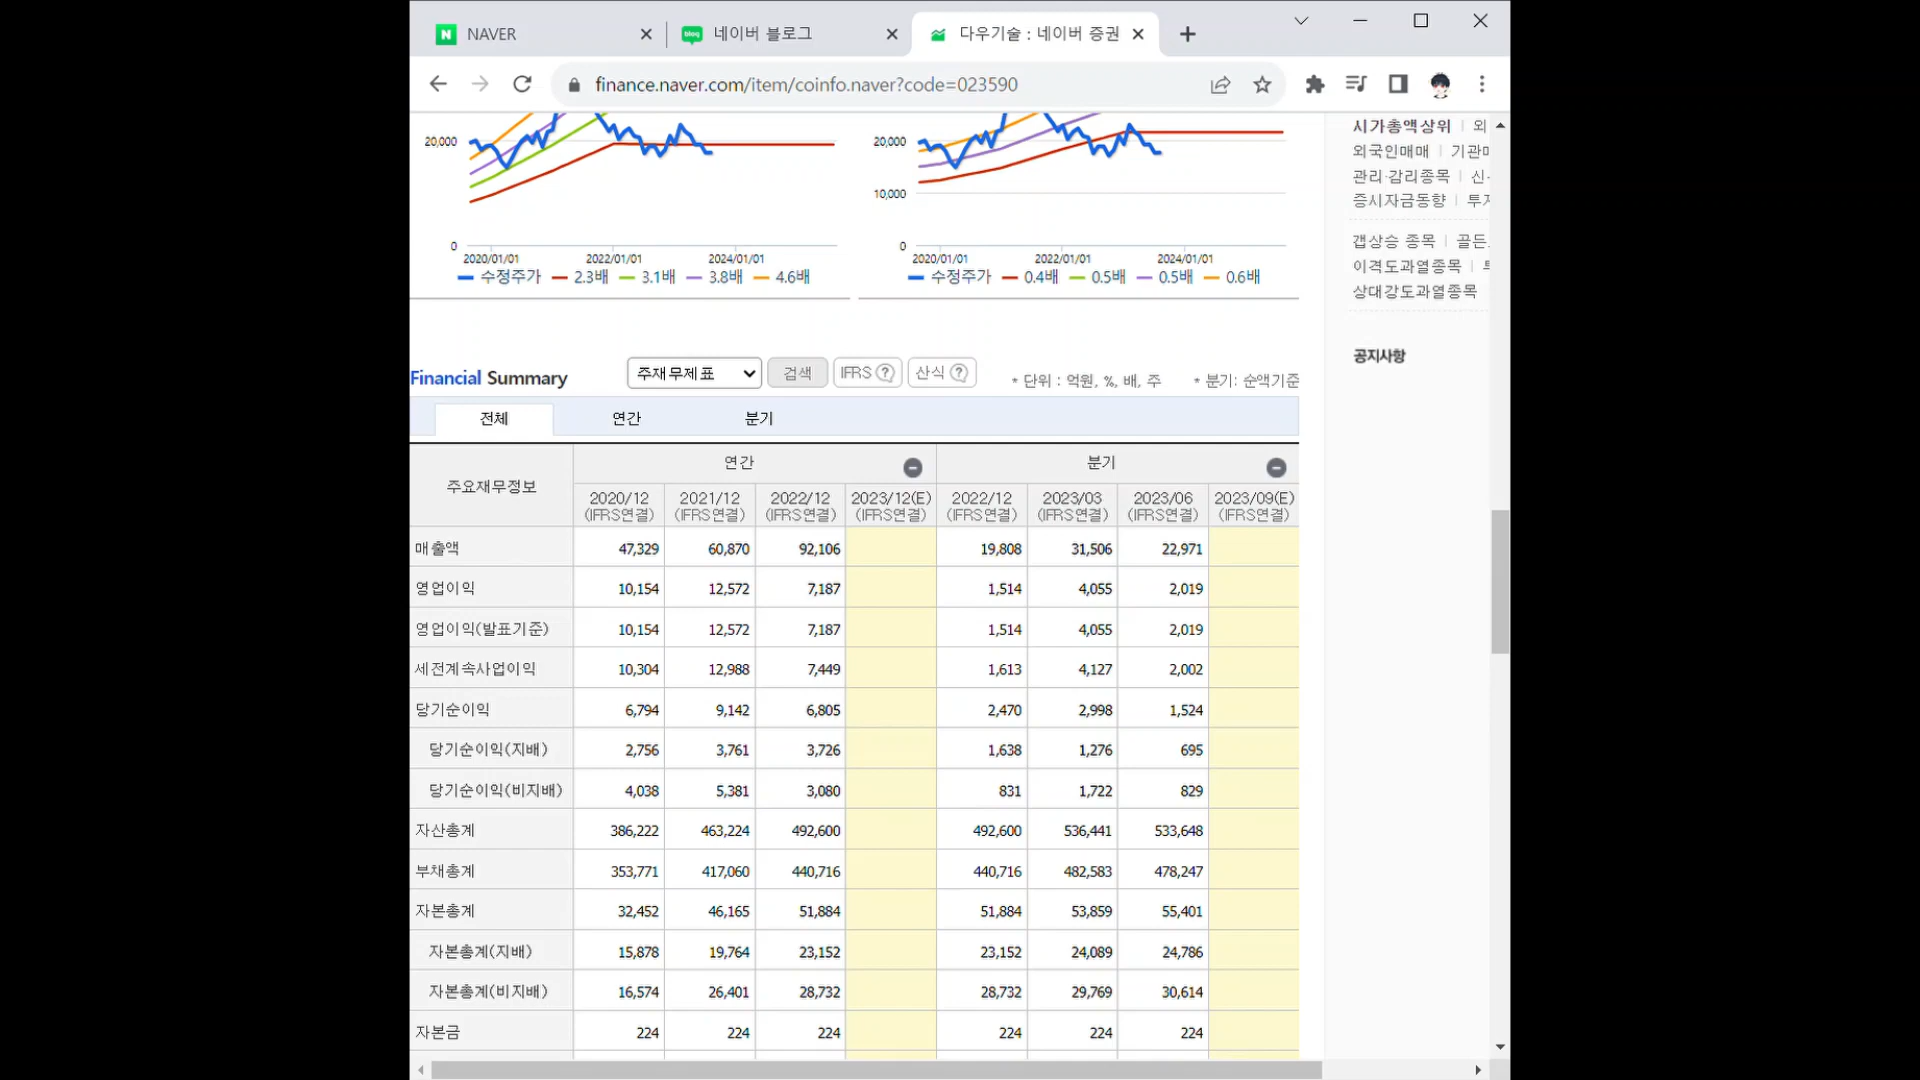 NAVER
네이버 블로그
다우기술 : 네이버 증권
finance.naver.com/item/coinfo.naver?code=023590
20,000
0
2020/01/01 2022/01/01 2024/01/01
수정주가 2.3배 3.1배 3.8배 4.6배
20,000
10,000
0
2020/01/01 2022/01/01 2024/01/01
수정주가 0.4배 0.5배 0.5배 0.6배
시가총액상위 외
외국인매매 기관
관리·감리종목 신
증시자금동향 투
갭상승 종목 골든
이격도과열종목
상대강도과열종목
공지사항
Financial Summary 주재무제표 검색 IFRS ? 산식 ? * 단위 : 억원, %, 배, 주 * 분기: 순액기준
전체 연간 분기
주요재무정보 연간 분기
2020/12 2021/12 2022/12 2023/12(E) 2022/12 2023/03 2023/06 2023/09(E)
(IFRS연결) (IFRS연결) (IFRS연결) (IFRS연결) (IFRS연결) (IFRS연결) (IFRS연결) (IFRS연결)
매출액 47,329 60,870 92,106 19,808 31,506 22,971
영업이익 10,154 12,572 7,187 1,514 4,055 2,019
영업이익(발표기준) 10,154 12,572 7,187 1,514 4,055 2,019
세전계속사업이익 10,304 12,988 7,449 1,613 4,127 2,002
당기순이익 6,794 9,142 6,805 2,470 2,998 1,524
당기순이익(지배) 2,756 3,761 3,726 1,638 1,276 695
당기순이익(비지배) 4,038 5,381 3,080 831 1,722 829
자산총계 386,222 463,224 492,600 492,600 536,441 533,648
부채총계 353,771 417,060 440,716 440,716 482,583 478,247
자본총계 32,452 46,165 51,884 51,884 53,859 55,401
자본총계(지배) 15,878 19,764 23,152 23,152 24,089 24,786
자본총계(비지배) 16,574 26,401 28,732 28,732 29,769 30,614
자본금 224 224 224 224 224 224